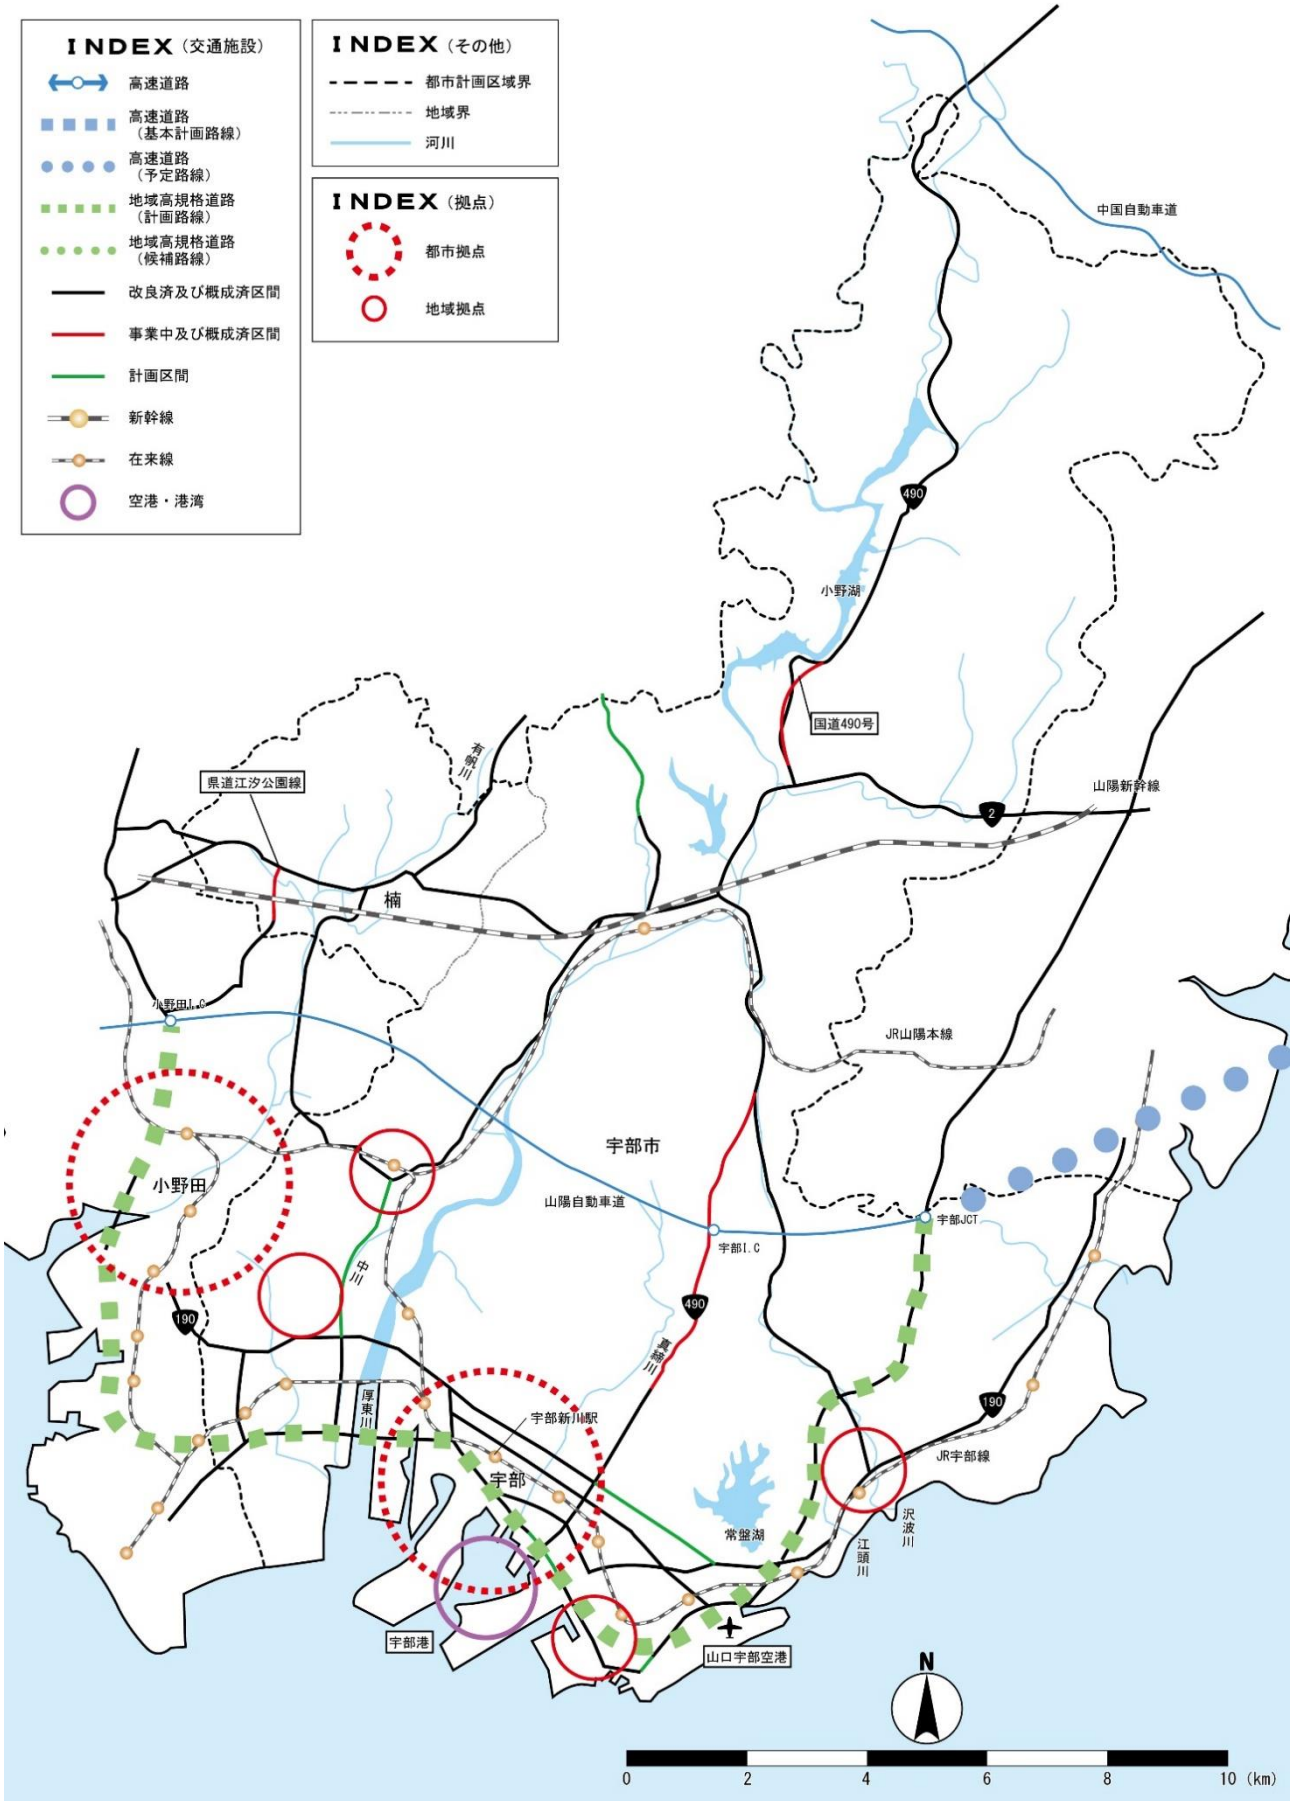 INDEX (交通施設)
高速道路
高速道路
(基本計画路線)
高速道路
(予定路線)
地域高規格道路
(計画路線)
地域高規格道路
(候補路線)
改良済及び概成済区間
事業中及び概成済区間
計画区間
新幹線
在来線
空港・港湾
INDEX (その他)
都市計画区域界
地域界
河川
INDEX (拠点)
都市拠点
地域拠点
中国自動車道
490
小野湖
国道490号
有帆川
県道江汐公園線
山陽新幹線
2
楠
小野田I.C
JR山陽本線
宇部市
小野田
山陽自動車道
宇部JCT
宇部I.C
中川
190
490
真締川
厚東川
宇部新川駅
190
JR宇部線
宇部
常盤湖
沢波川
江頭川
宇部港
山口宇部空港
N
0 2 4 6 8 10 (km)